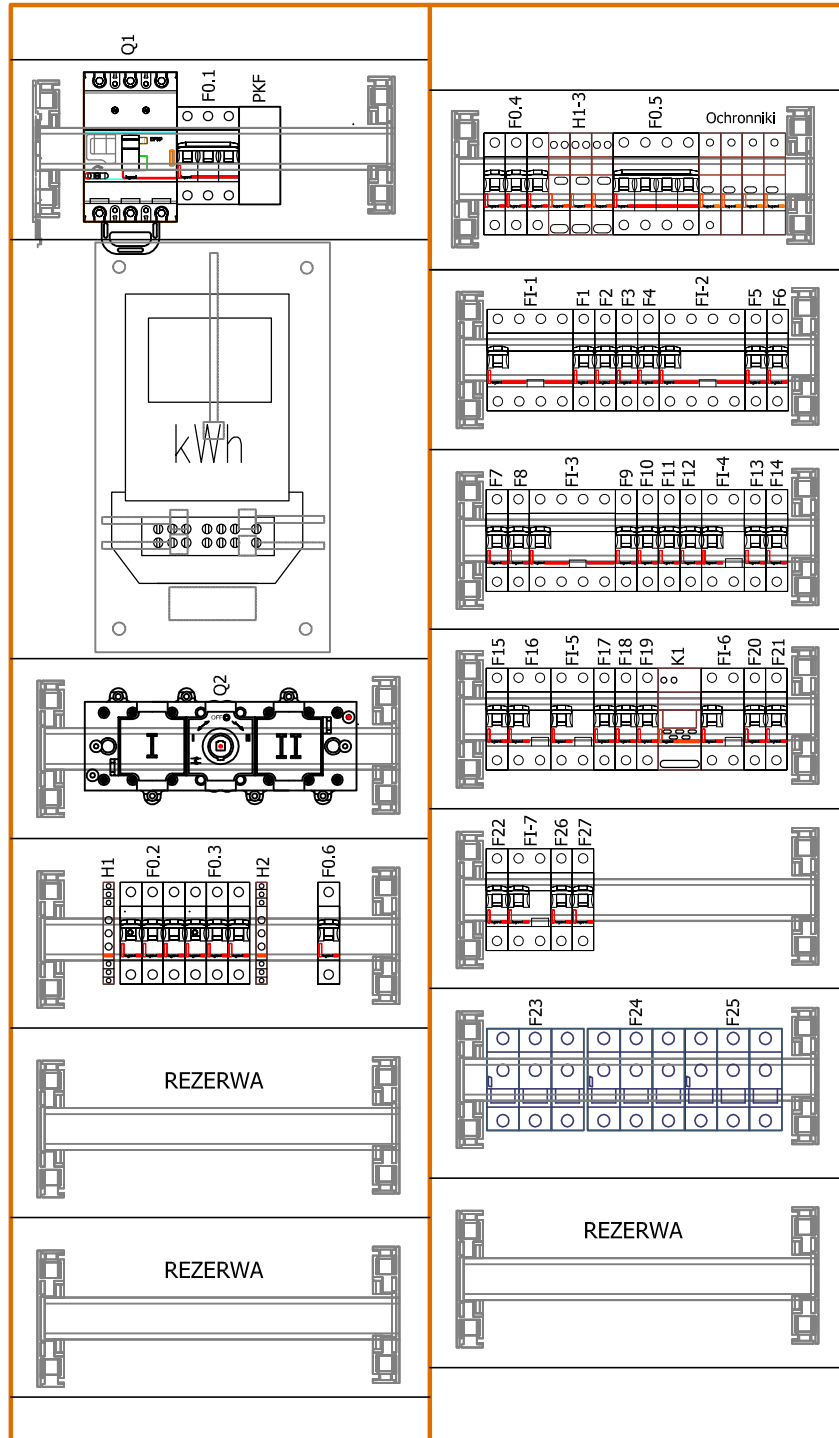 Q1
F0.1
PKF
kWh
Q2
OFF
I
II
H1
F0.2
F0.3
H2
F0.6
REZERWA
REZERWA
F0.4
H1-3
F0.5
Ochronniki
FI-1
F1
F2
F3
F4
FI-2
F5
F6
F7
F8
FI-3
F9
F10
F11
F12
FI-4
F13
F14
F15
F16
FI-5
F17
F18
F19
K1
FI-6
F20
F21
F22
FI-7
F26
F27
F23
F24
F25
REZERWA